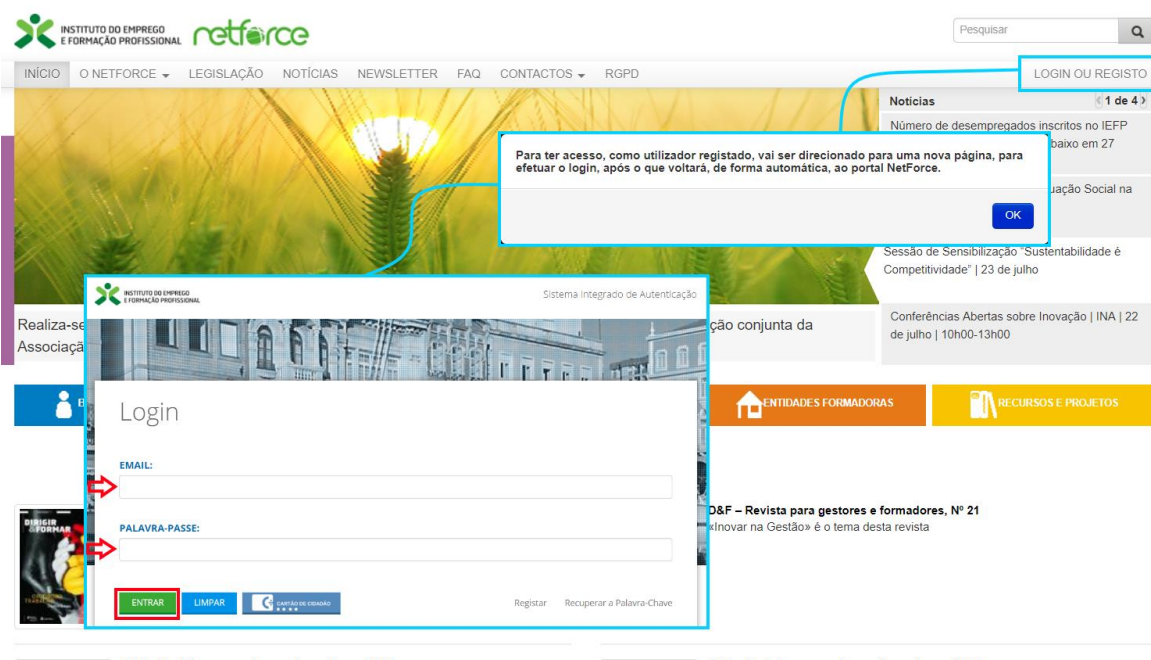 INSTITUTO DO EMPREGO
E FORMAÇÃO PROFISSIONAL
netforce
Pesquisar
INÍCIO O NETFORCE LEGISLAÇÃO NOTÍCIAS NEWSLETTER FAQ CONTACTOS RGPD
LOGIN OU REGISTO
Noticias
1 de 4
Número de desempregados inscritos no IEFP
baixo em 27
Para ter acesso, como utilizador registado, vai ser direcionado para uma nova página, para
efetuar o login, após o que voltará, de forma automática, ao portal NetForce.
OK
uação Social na
Sessão de Sensibilização "Sustentabilidade é
Competitividade" | 23 de julho
Conferências Abertas sobre Inovação | INA | 22
de julho | 10h00-13h00
Realiza-se
ção conjunta da
Associaçã
INSTITUTO DO EMPREGO
E FORMAÇÃO PROFISSIONAL
Sistema Integrado de Autenticação
Login
EMAIL:
PALAVRA-PASSE:
ENTRAR
LIMPAR
CARTÃO DE CIDADÃO
Registar
Recuperar a Palavra-Chave
ENTIDADES FORMADORAS
RECURSOS E PROJETOS
DIRIGIR
&FORMAR
D&F – Revista para gestores e formadores, Nº 21
«Inovar na Gestão» é o tema desta revista